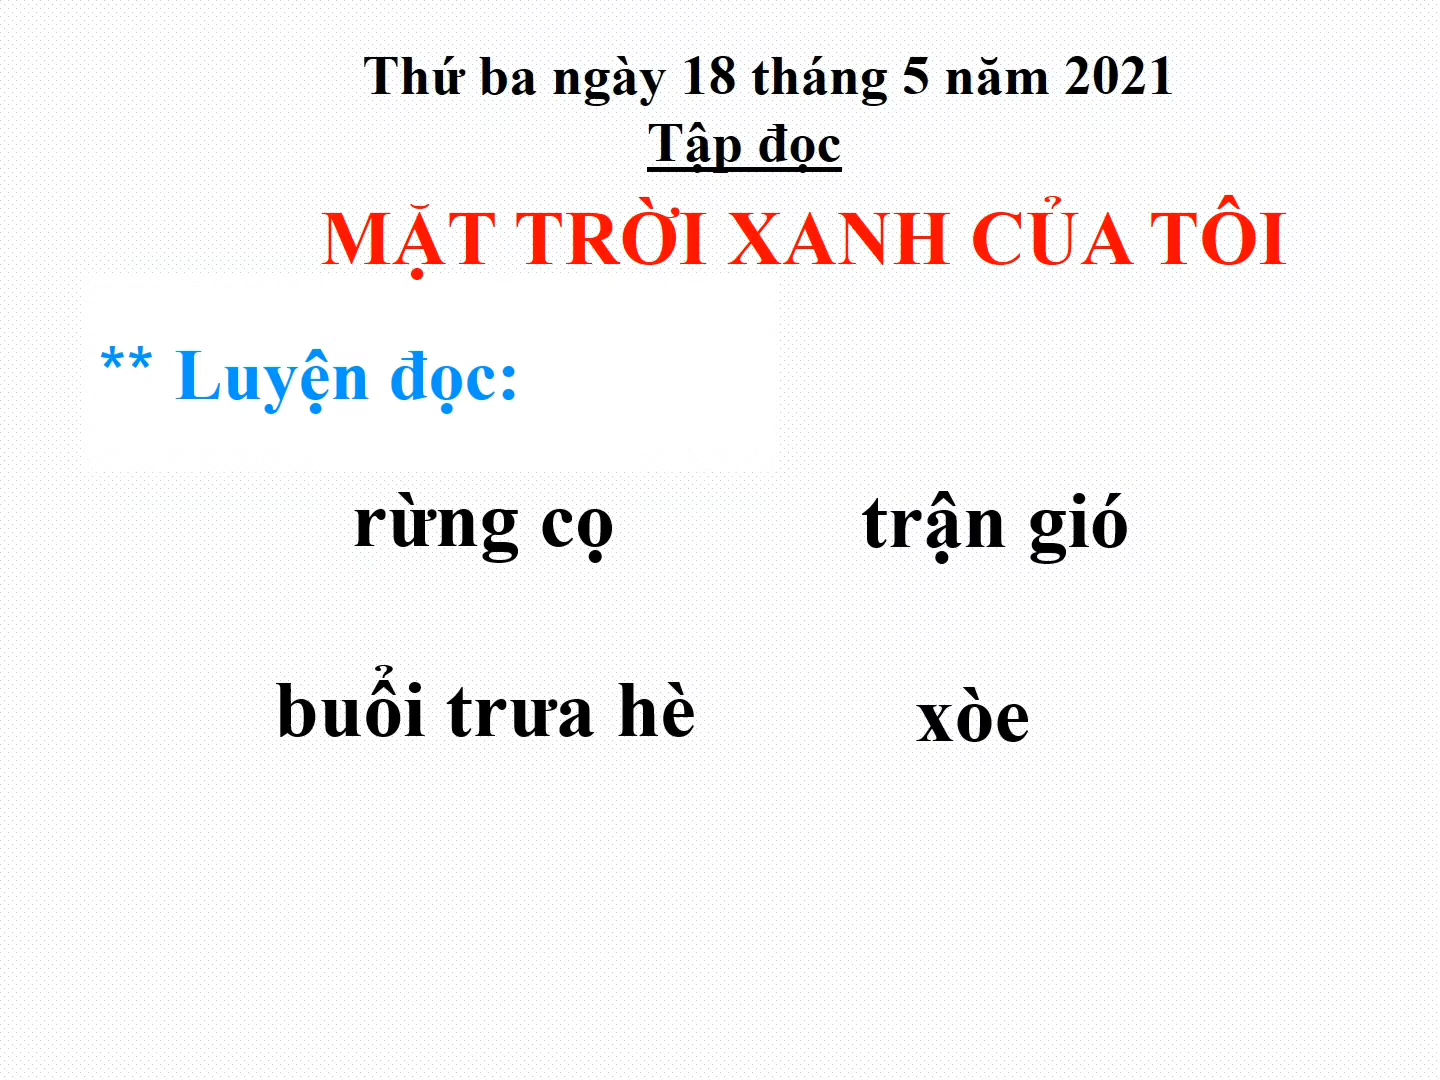 Thứ ba ngày 18 tháng 5 năm 2021
Tập đọc
MẶT TRỜI XANH CỦA TÔI
** Luyện đọc:
rừng cọ trận gió
buổi trưa hè xòe